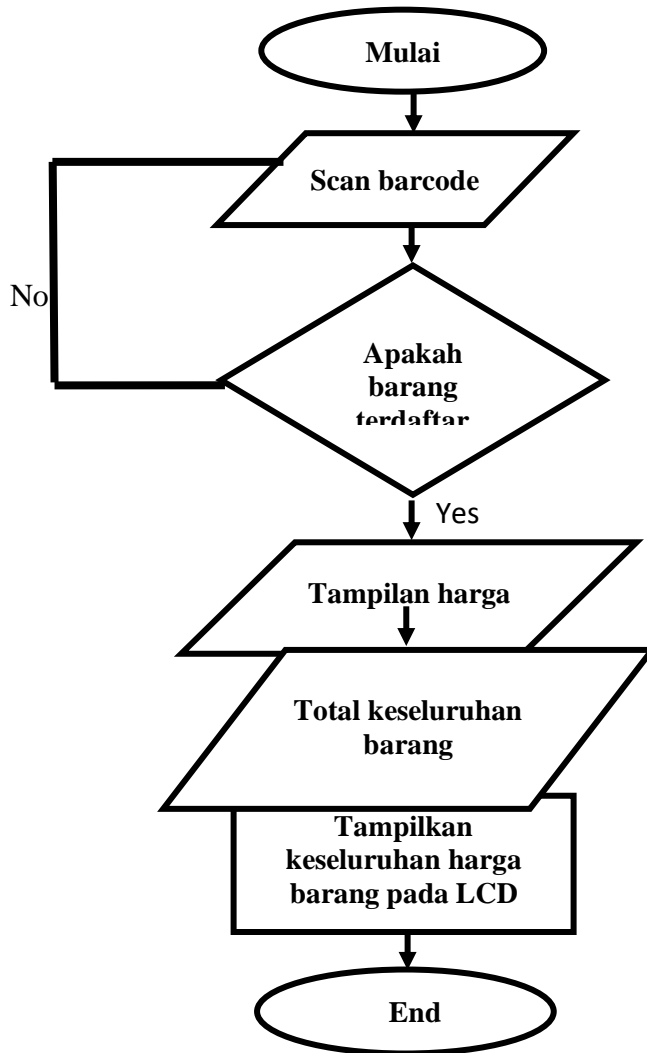 Mulai
Scan barcode
No
Apakah
barang
terdaftar
Yes
Tampilan harga
Total keseluruhan
barang
Tampilkan
keseluruhan harga
barang pada LCD
End